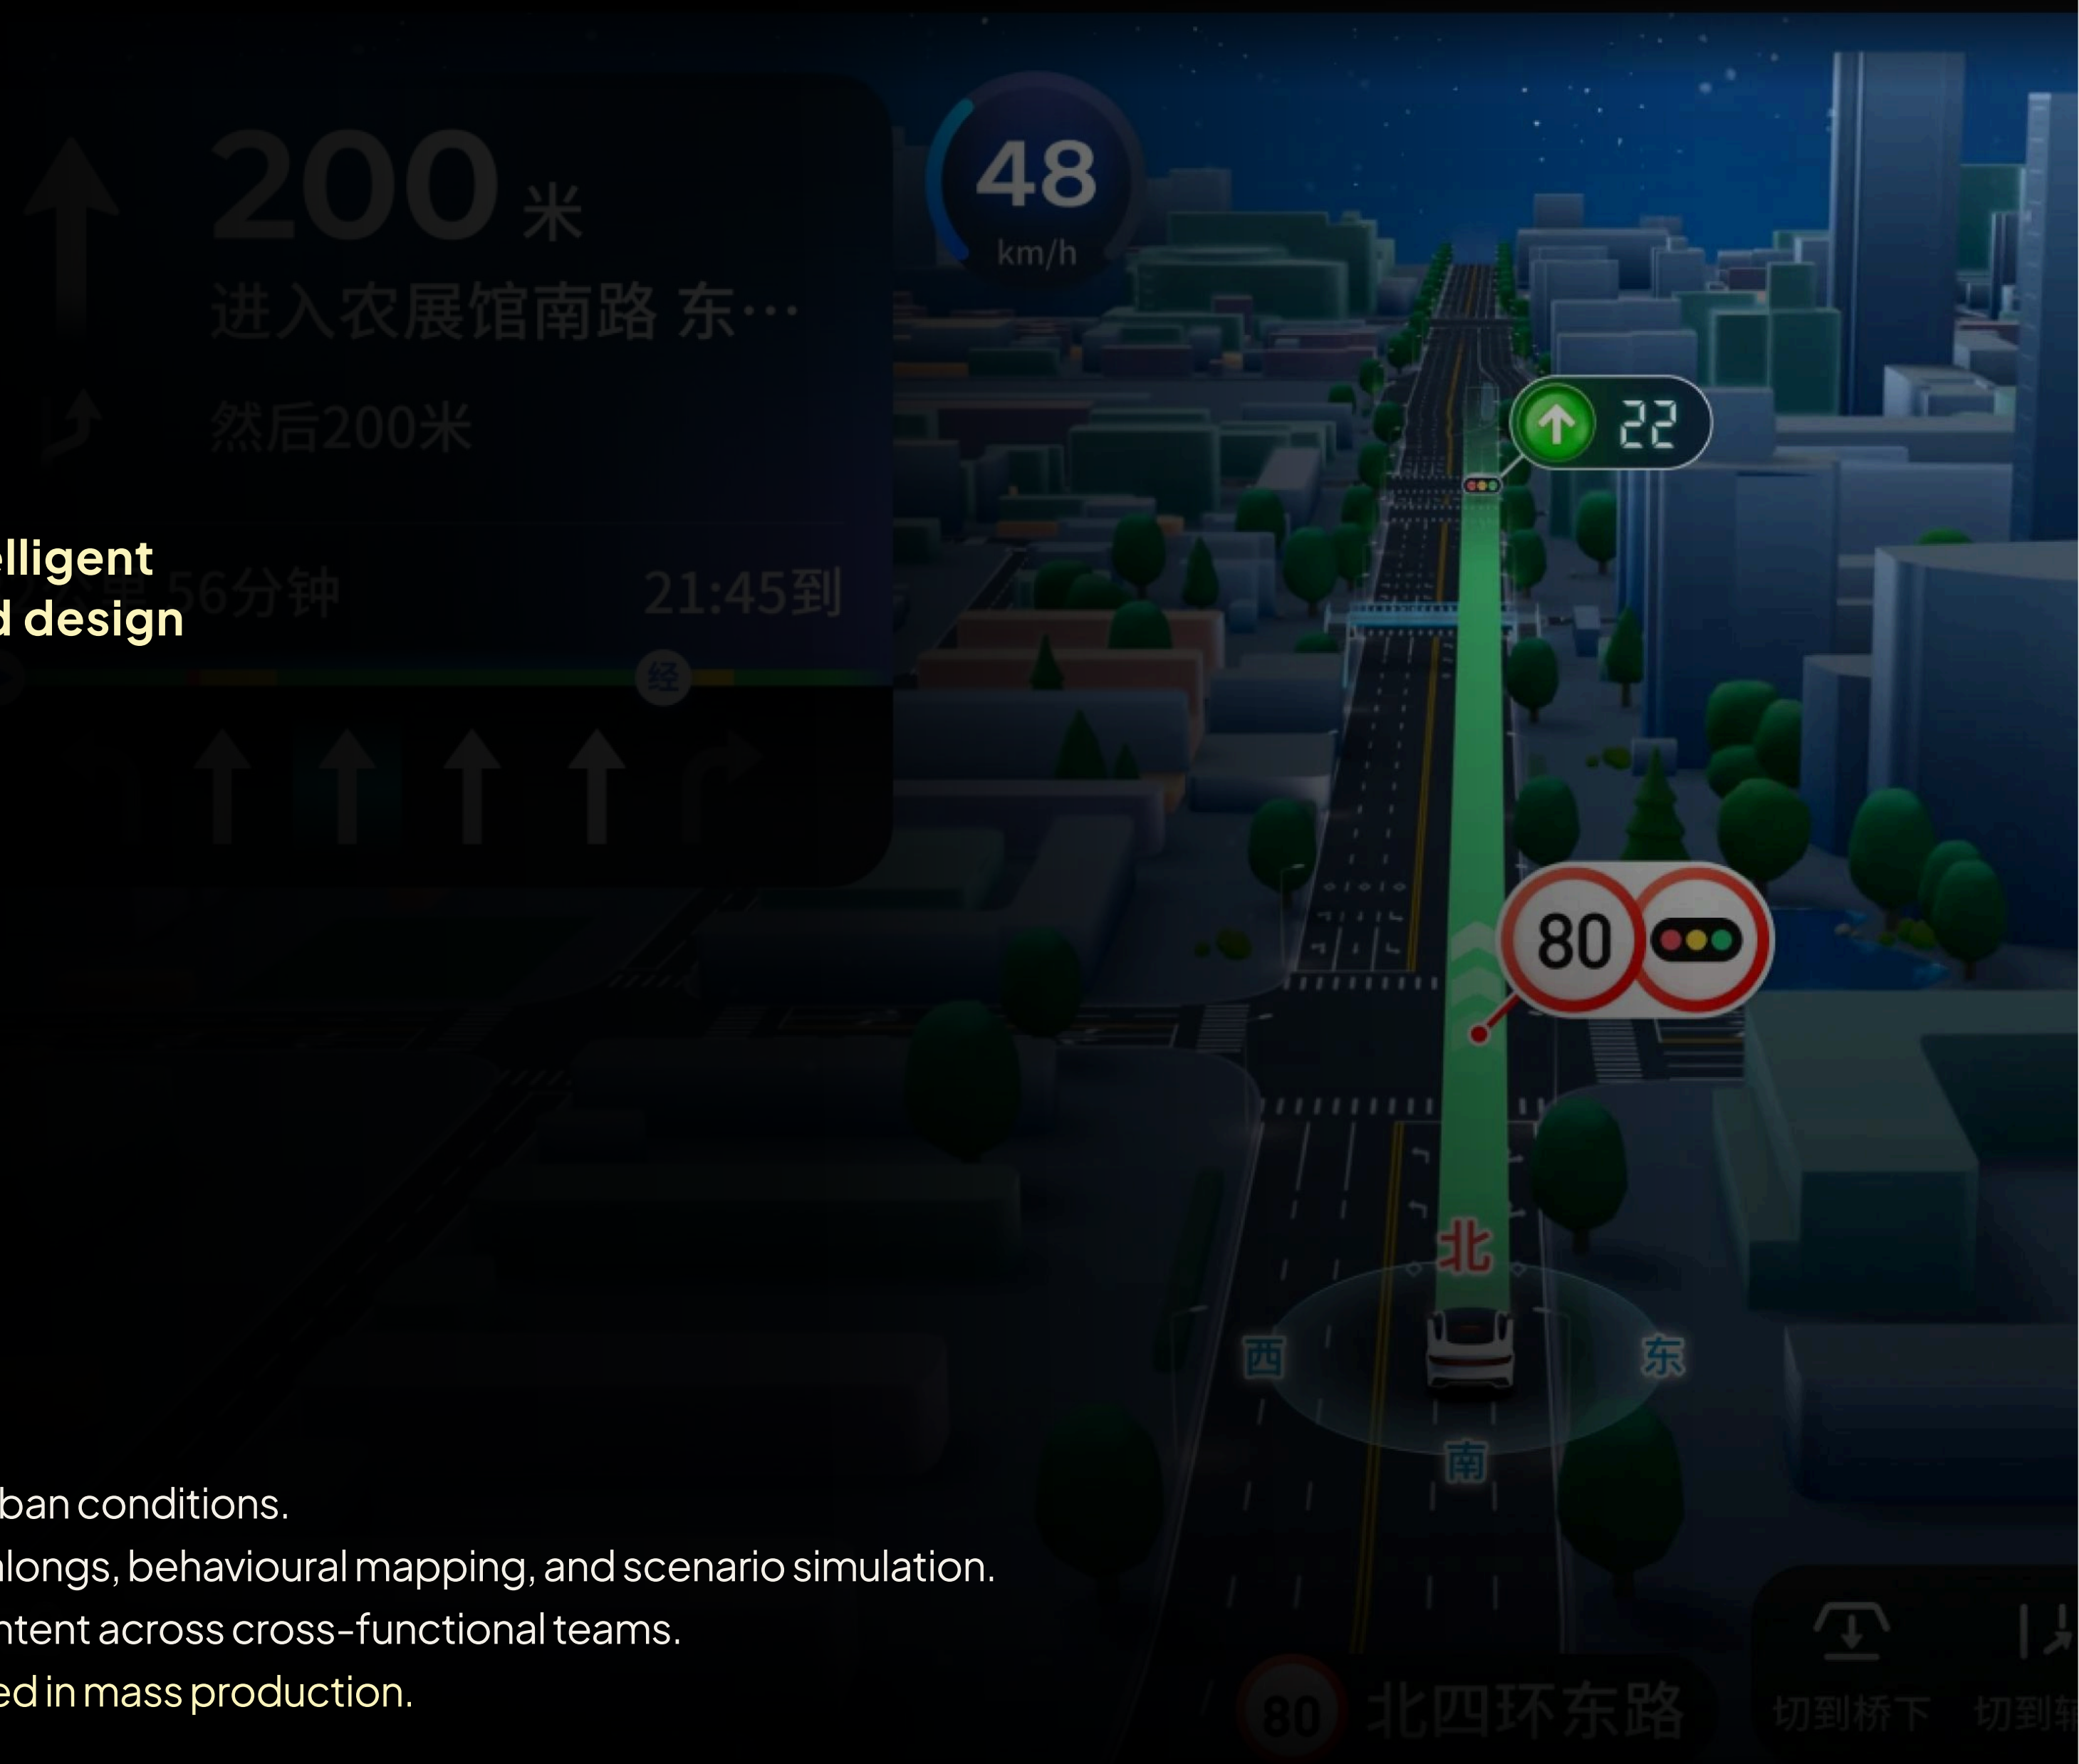 200 米
48
km/h
进入农展馆南路 东…
然后200米
22
elligent
公里 56分钟
21:45到
d design
经
80
北
西
东
南
ban conditions.
alongs, behavioural mapping, and scenario simulation.
ntent across cross-functional teams.
ed in mass production.
80 北四环东路
切到桥下
切到